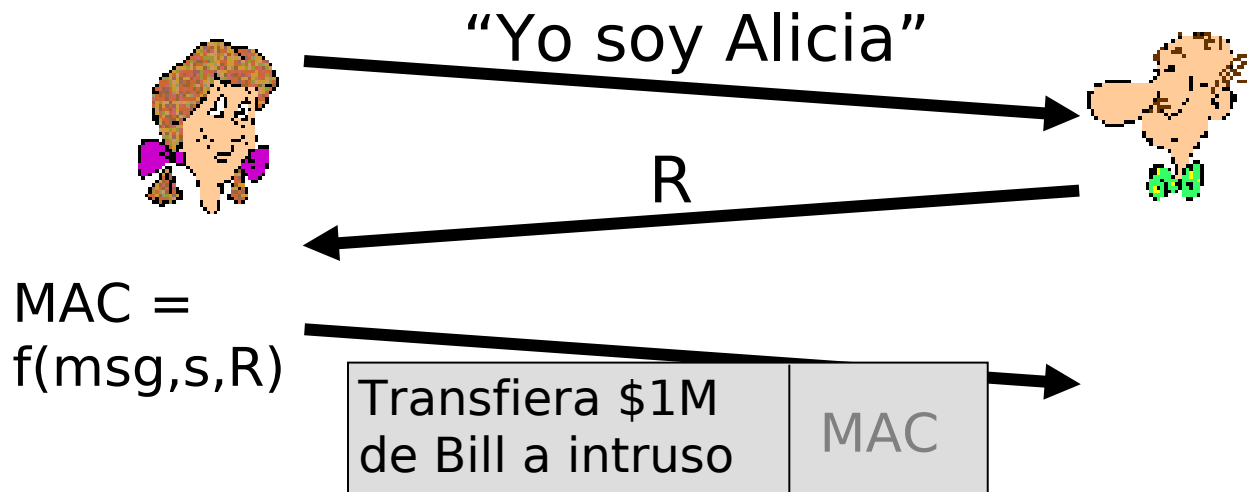 “Yo soy Alicia”
R
MAC =
f(msg,s,R)
Transfiera $1M
de Bill a intruso
MAC